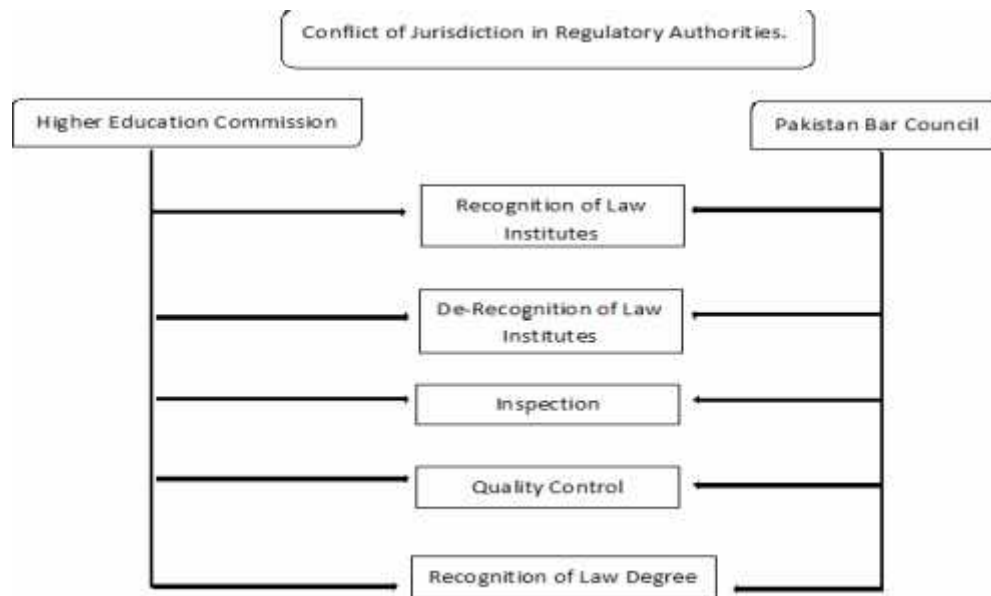 Conflict of Jurisdiction in Regulatory Authorities.
Higher Education Commission
Pakistan Bar Council
Recognition of Law
Institutes
De-Recognition of Law
Institutes
Inspection
Quality Control
Recognition of Law Degree